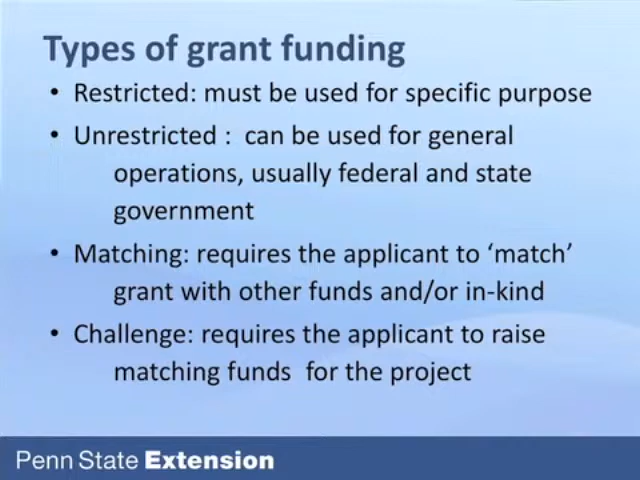 Types of grant funding
• Restricted: must be used for specific purpose
• Unrestricted :  can be used for general
operations, usually federal and state
government
• Matching: requires the applicant to ‘match’
grant with other funds and/or in-kind
• Challenge: requires the applicant to raise
matching funds  for the project
Penn State Extension